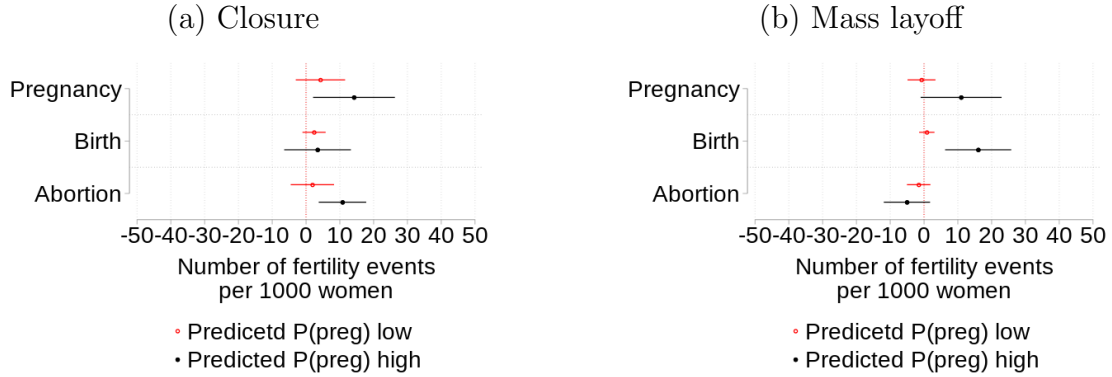 (a) Closure
Pregnancy
Birth
Abortion
-50-40-30-20-10 0 10 20 30 40 50
Number of fertility events
per 1000 women
Predicetd P(preg) low
Predicted P(preg) high
(b) Mass layoff
Pregnancy
Birth
Abortion
-50-40-30-20-10 0 10 20 30 40 50
Number of fertility events
per 1000 women
Predicetd P(preg) low
Predicted P(preg) high